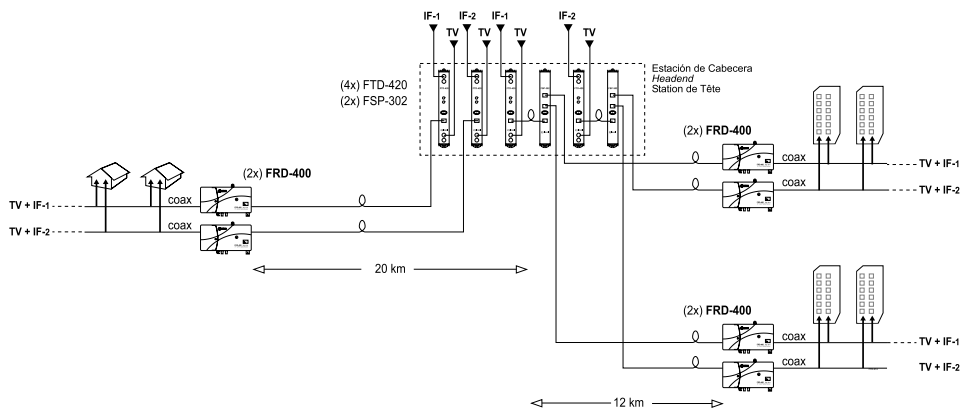 IF-1 IF-2 IF-1 IF-2
TV TV TV TV
(4x) FTD-420
(2x) FSP-302
Estación de Cabecera
Headend
Station de Tête
(2x) FRD-400
coax
TV + IF-1
coax
TV + IF-2
(2x) FRD-400
coax
TV + IF-1
coax
TV + IF-2
20 km
(2x) FRD-400
coax
TV + IF-1
coax
TV + IF-2
12 km